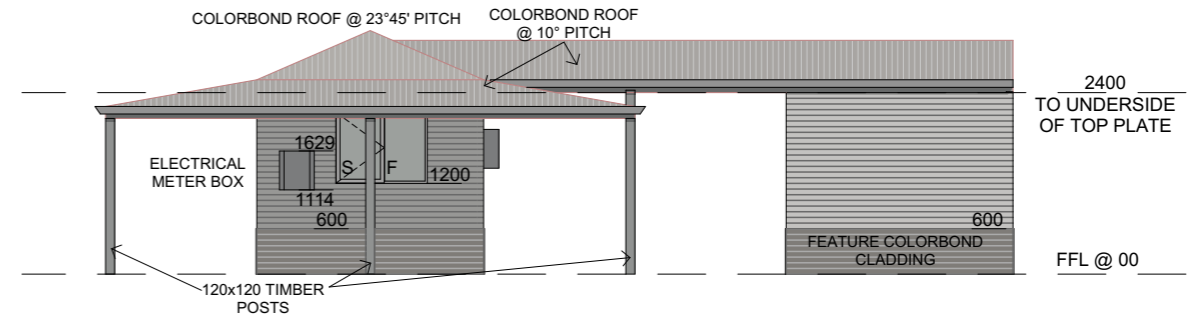 COLORBOND ROOF @ 23°45' PITCH
COLORBOND ROOF
@ 10° PITCH
2400
TO UNDERSIDE
OF TOP PLATE
ELECTRICAL
METER BOX
1629
S
F
1200
1114
600
600
FEATURE COLORBOND
CLADDING
FFL @ 00
120x120 TIMBER
POSTS